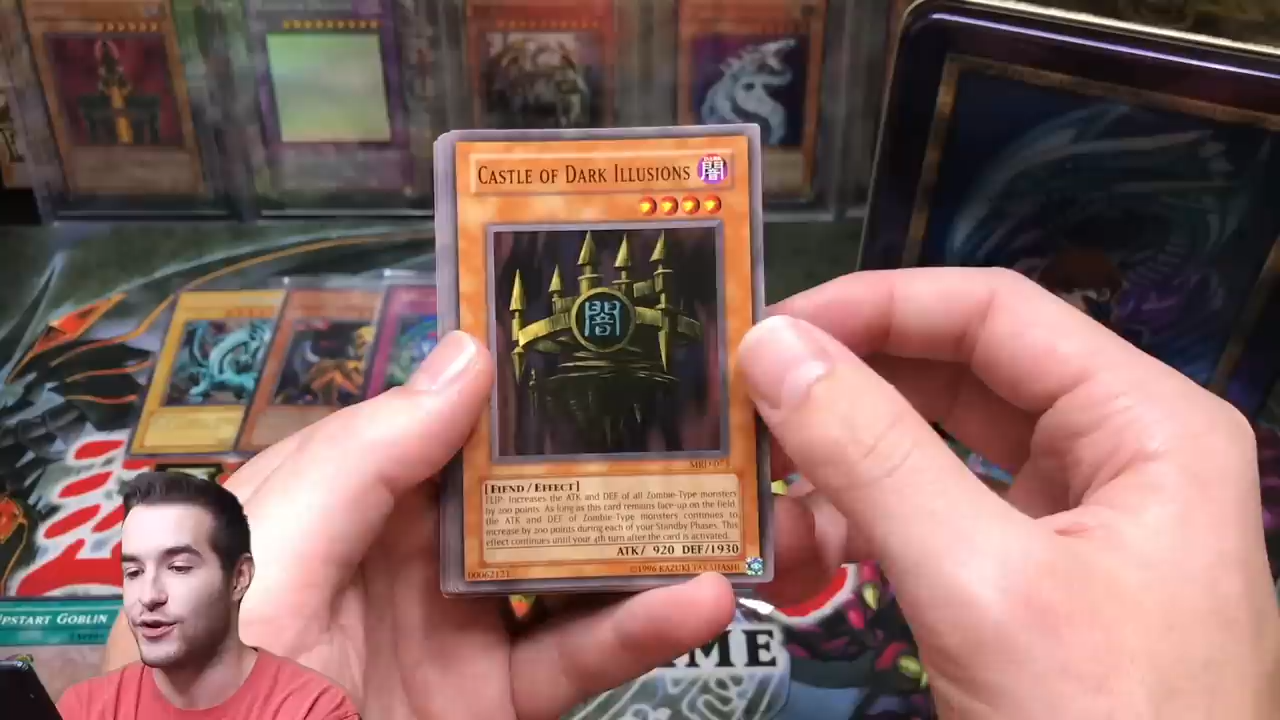 CASTLE OF DARK ILLUSIONS
DARK
闇
闇
[FIEND / EFFECT]
FLIP: Increases the ATK and DEF of all Zombie-Type monsters
by 200 points. As long as this card remains face-up on the field,
the ATK and DEF of Zombie-Type monsters continues to
increase by 200 points during each of your Standby Phases. This
effect continues until your 4th turn after the card is activated.
ATK/ 920 DEF/1930
00062121
©1996 KAZUKI TAKAHASHI
UPSTART GOBLIN